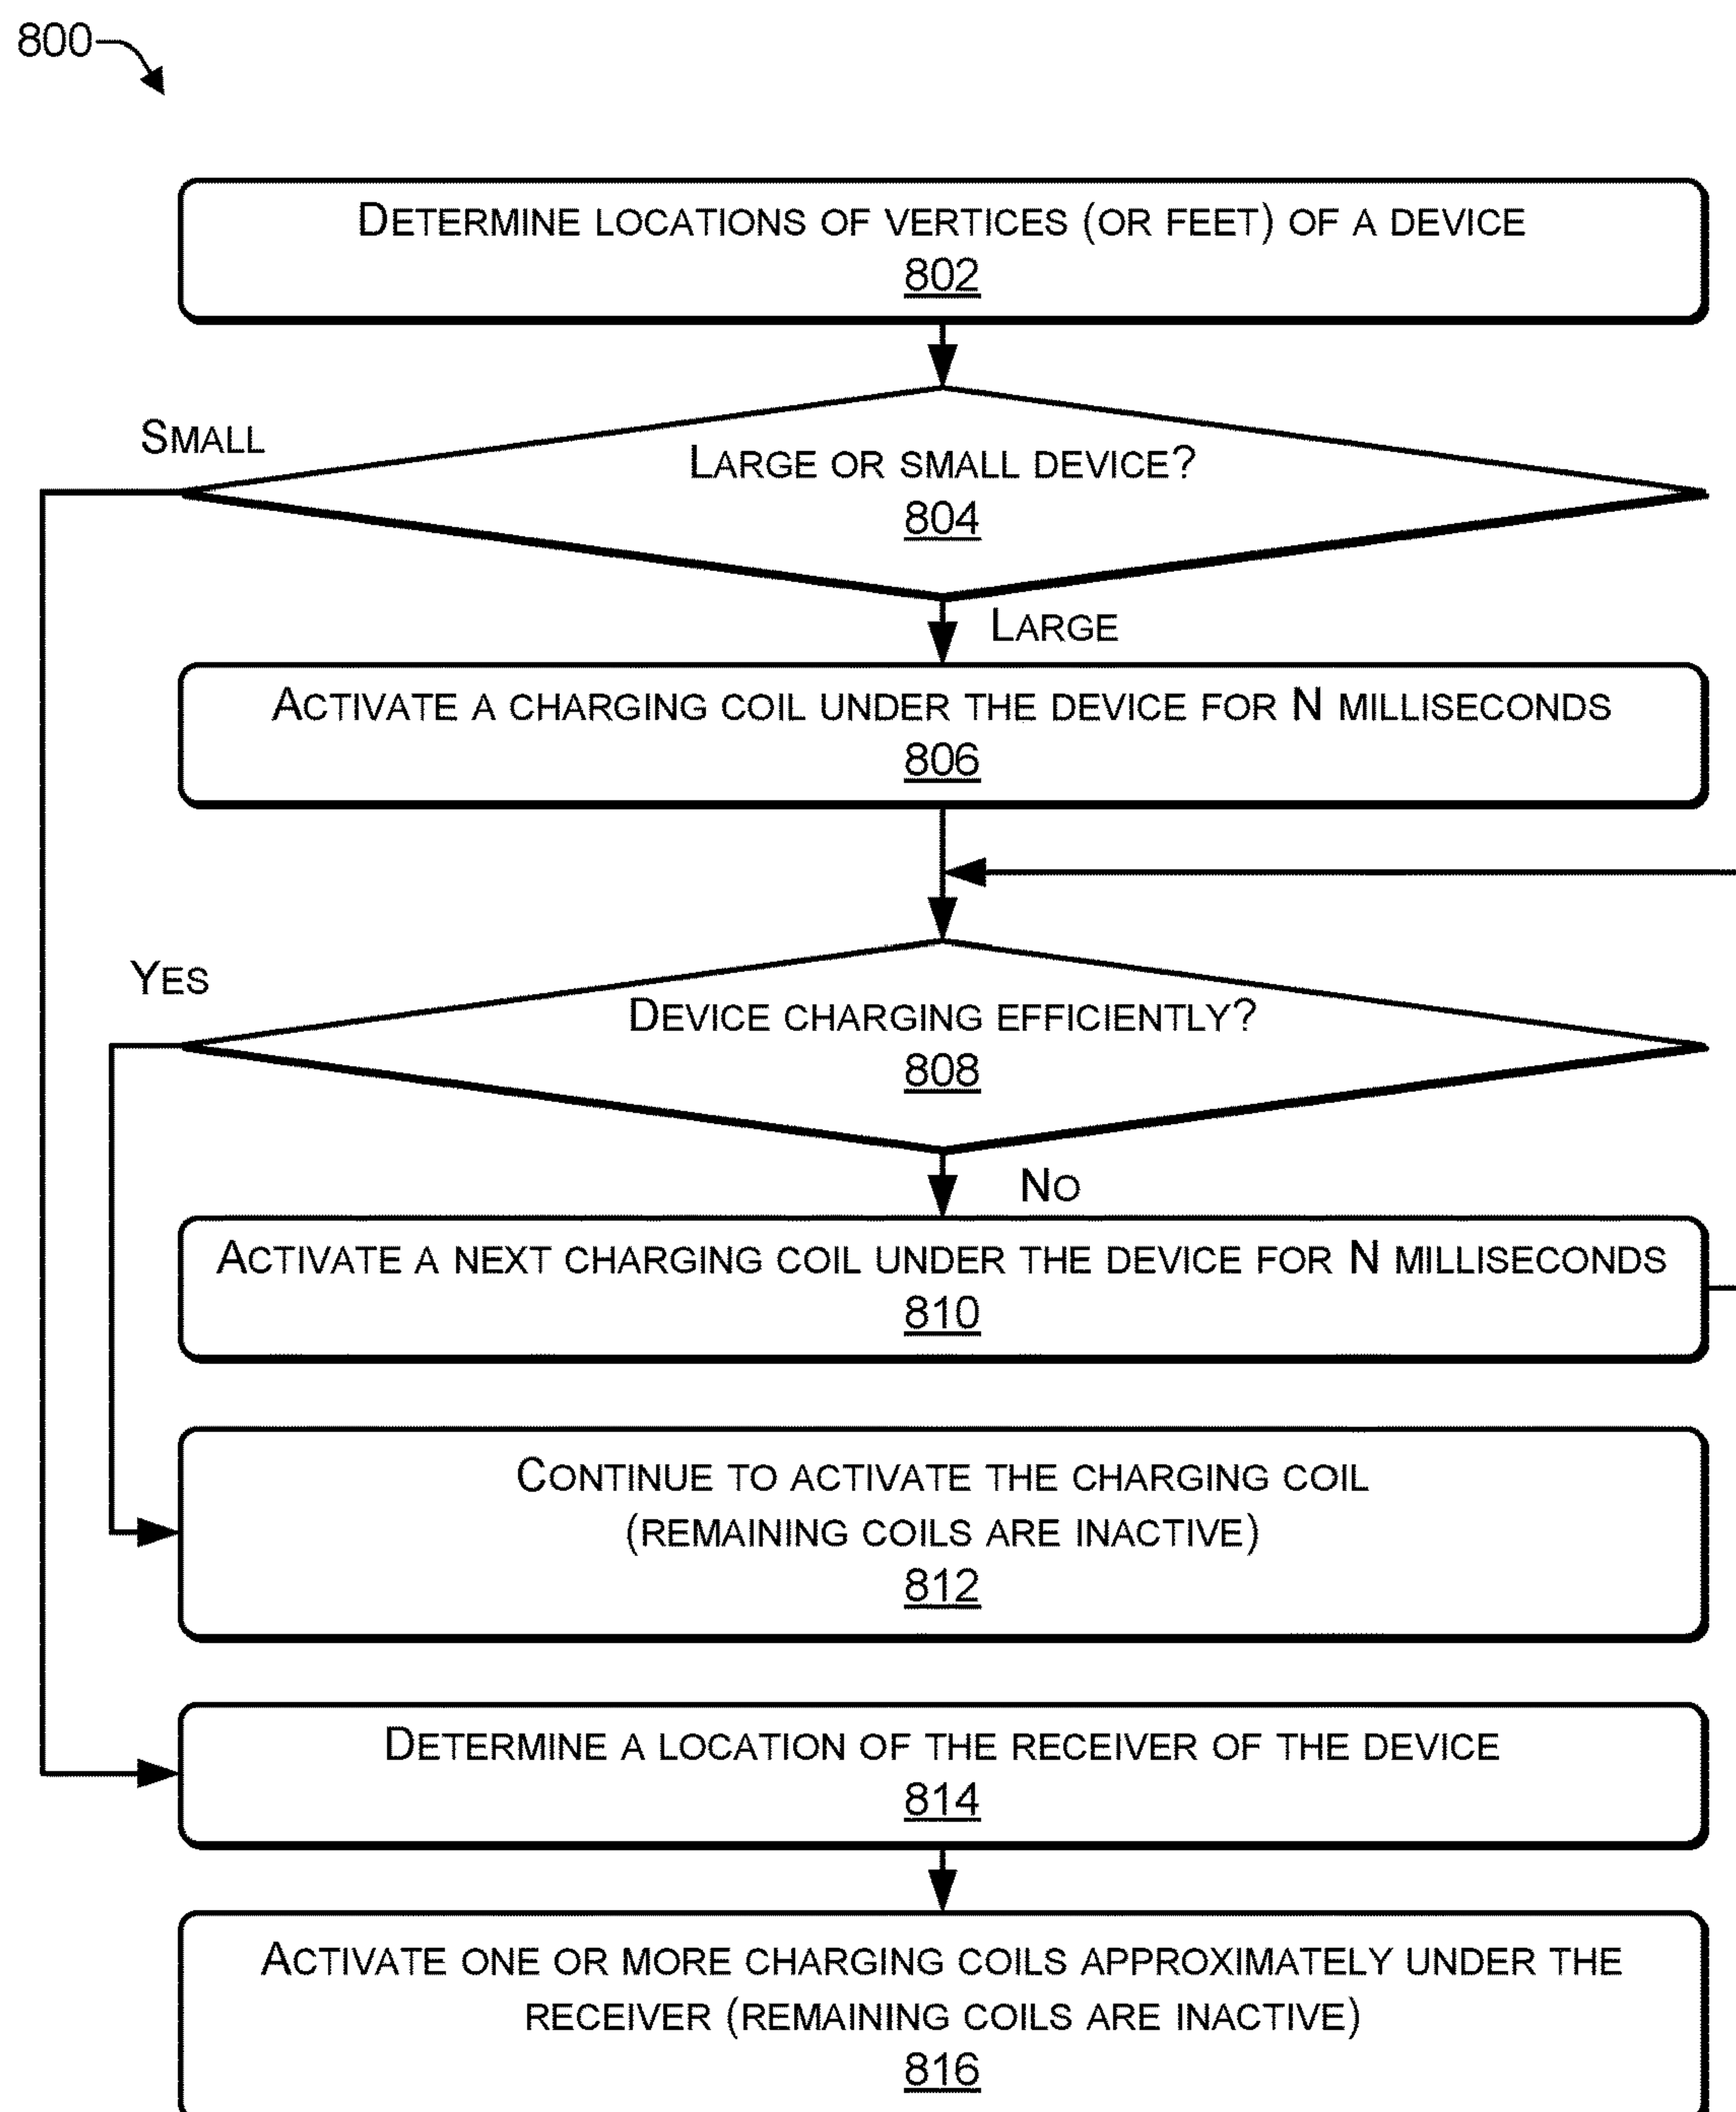 800
DETERMINE LOCATIONS OF VERTICES (OR FEET) OF A DEVICE
802
SMALL
LARGE OR SMALL DEVICE?
804
LARGE
ACTIVATE A CHARGING COIL UNDER THE DEVICE FOR N MILLISECONDS
806
YES
DEVICE CHARGING EFFICIENTLY?
808
NO
ACTIVATE A NEXT CHARGING COIL UNDER THE DEVICE FOR N MILLISECONDS
810
CONTINUE TO ACTIVATE THE CHARGING COIL
(REMAINING COILS ARE INACTIVE)
812
DETERMINE A LOCATION OF THE RECEIVER OF THE DEVICE
814
ACTIVATE ONE OR MORE CHARGING COILS APPROXIMATELY UNDER THE
RECEIVER (REMAINING COILS ARE INACTIVE)
816